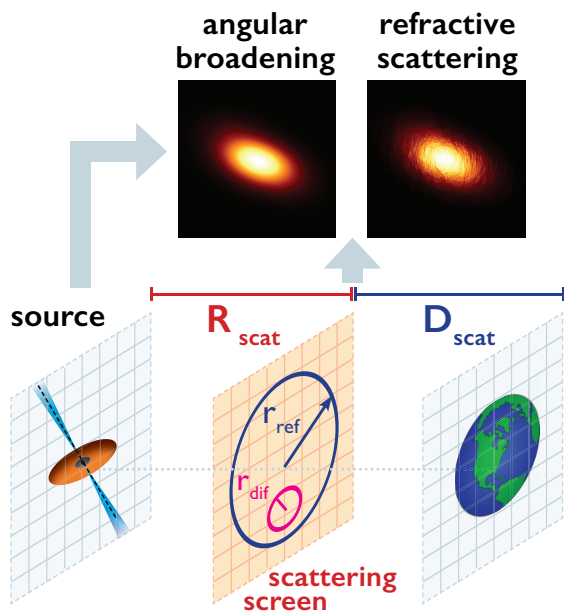 angular
broadening
refractive
scattering
source
R scat
D scat
r ref
r dif
scattering
screen